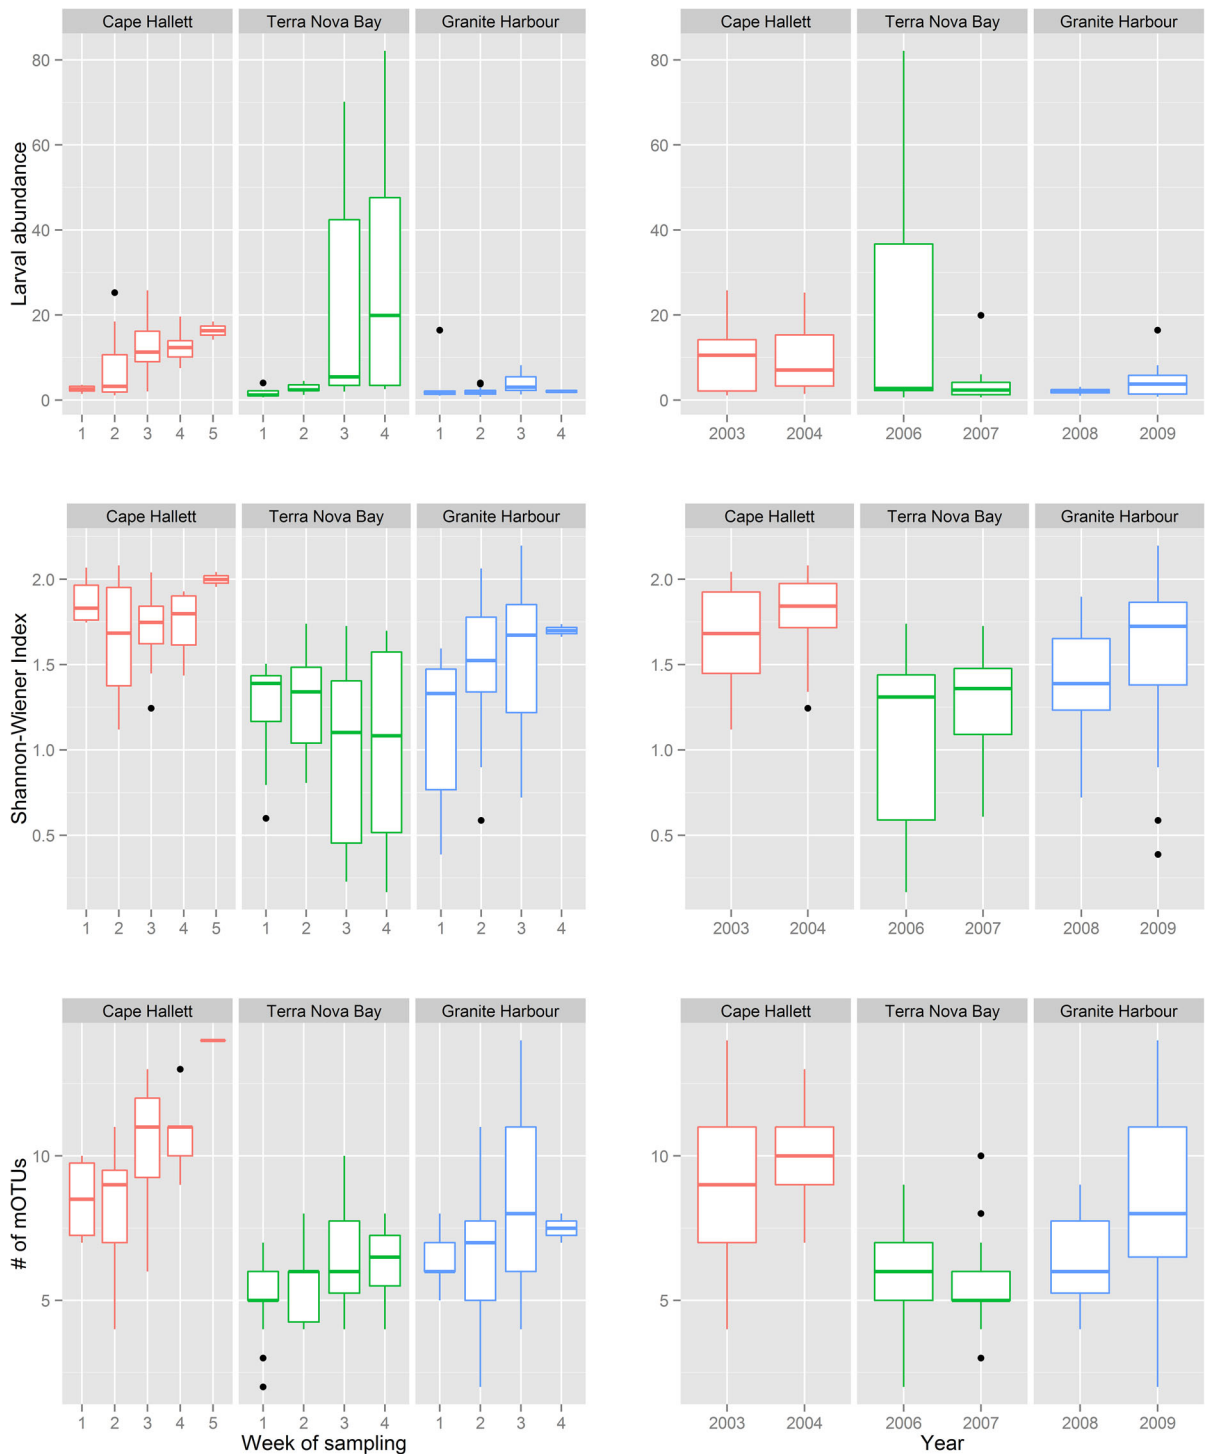 Cape Hallett Terra Nova Bay Granite Harbour
Cape Hallett Terra Nova Bay Granite Harbour
Larval abundance
80
60
40
20
0
1 2 3 4 5 1 2 3 4 1 2 3 4
80
60
40
20
0
2003 2004 2006 2007 2008 2009
Cape Hallett Terra Nova Bay Granite Harbour
Cape Hallett Terra Nova Bay Granite Harbour
Shannon-Wiener Index
2.0
1.5
1.0
0.5
1 2 3 4 5 1 2 3 4 1 2 3 4
2.0
1.5
1.0
0.5
2003 2004 2006 2007 2008 2009
Cape Hallett Terra Nova Bay Granite Harbour
Cape Hallett Terra Nova Bay Granite Harbour
# of mOTUs
10
5
1 2 3 4 5 1 2 3 4 1 2 3 4
Week of sampling
10
5
2003 2004 2006 2007 2008 2009
Year